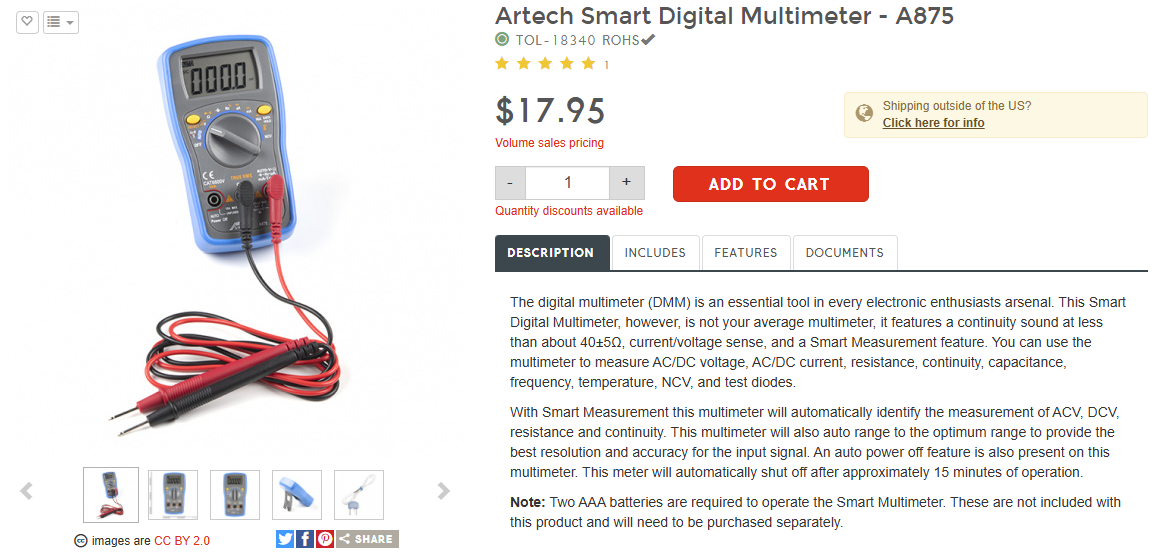 Artech Smart Digital Multimeter - A875
TOL-18340 ROHS✔
1
$17.95
Volume sales pricing
Shipping outside of the US?
Click here for info
- 1 +
ADD TO CART
Quantity discounts available
DESCRIPTION INCLUDES FEATURES DOCUMENTS
The digital multimeter (DMM) is an essential tool in every electronic enthusiasts arsenal. This Smart
Digital Multimeter, however, is not your average multimeter, it features a continuity sound at less
than about 40±5Ω, current/voltage sense, and a Smart Measurement feature. You can use the
multimeter to measure AC/DC voltage, AC/DC current, resistance, continuity, capacitance,
frequency, temperature, NCV, and test diodes.
With Smart Measurement this multimeter will automatically identify the measurement of ACV, DCV,
resistance and continuity. This multimeter will also auto range to the optimum range to provide the
best resolution and accuracy for the input signal. An auto power off feature is also present on this
multimeter. This meter will automatically shut off after approximately 15 minutes of operation.
Note: Two AAA batteries are required to operate the Smart Multimeter. These are not included with
this product and will need to be purchased separately.
000.0
OFF
CE
TRUE RMS
cc images are CC BY 2.0
SHARE